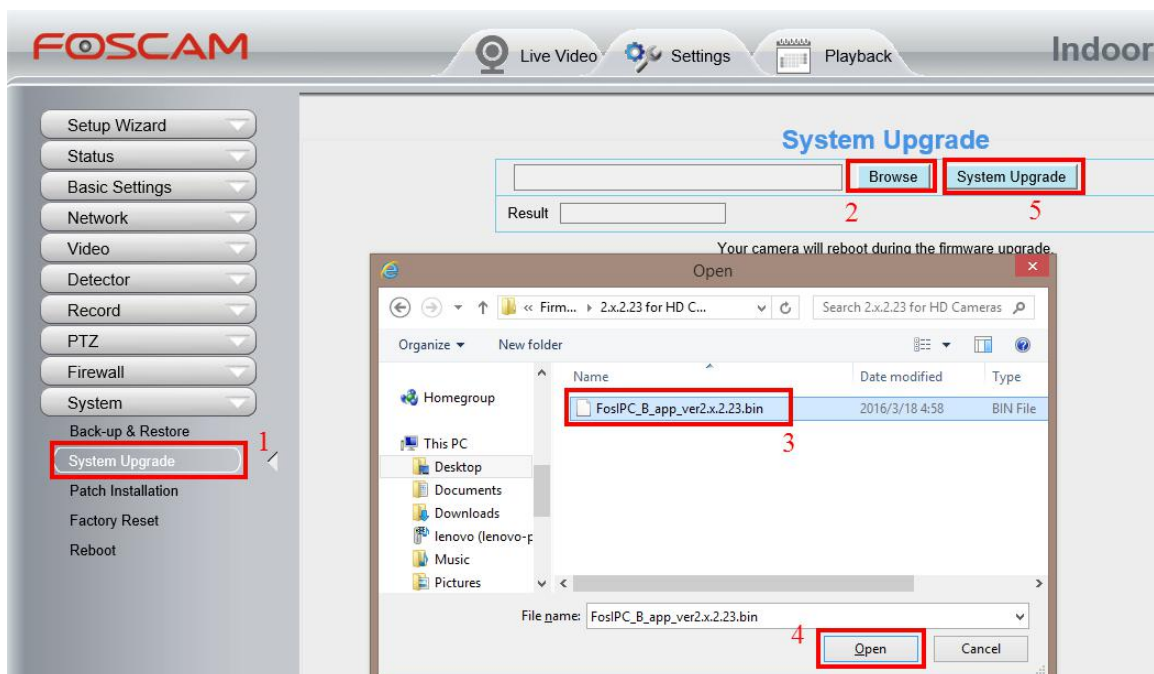 FOSCAM
Live Video
Settings
Playback
Indoor
Setup Wizard
Status
Basic Settings
Network
Video
Detector
Record
PTZ
Firewall
System
Back-up & Restore
System Upgrade
1
Patch Installation
Factory Reset
Reboot
System Upgrade
Browse
System Upgrade
2
5
Result
Your camera will reboot during the firmware upgrade.
Open
« Firm... 2.x.2.23 for HD C...
Search 2.x.2.23 for HD Cameras
Organize
New folder
Name
Date modified
Type
Homegroup
This PC
Desktop
Documents
Downloads
lenovo (lenovo-p
Music
Pictures
FosIPC_B_app_ver2.x.2.23.bin
2016/3/18 4:58
BIN File
3
File name: FosIPC_B_app_ver2.x.2.23.bin
4
Open
Cancel